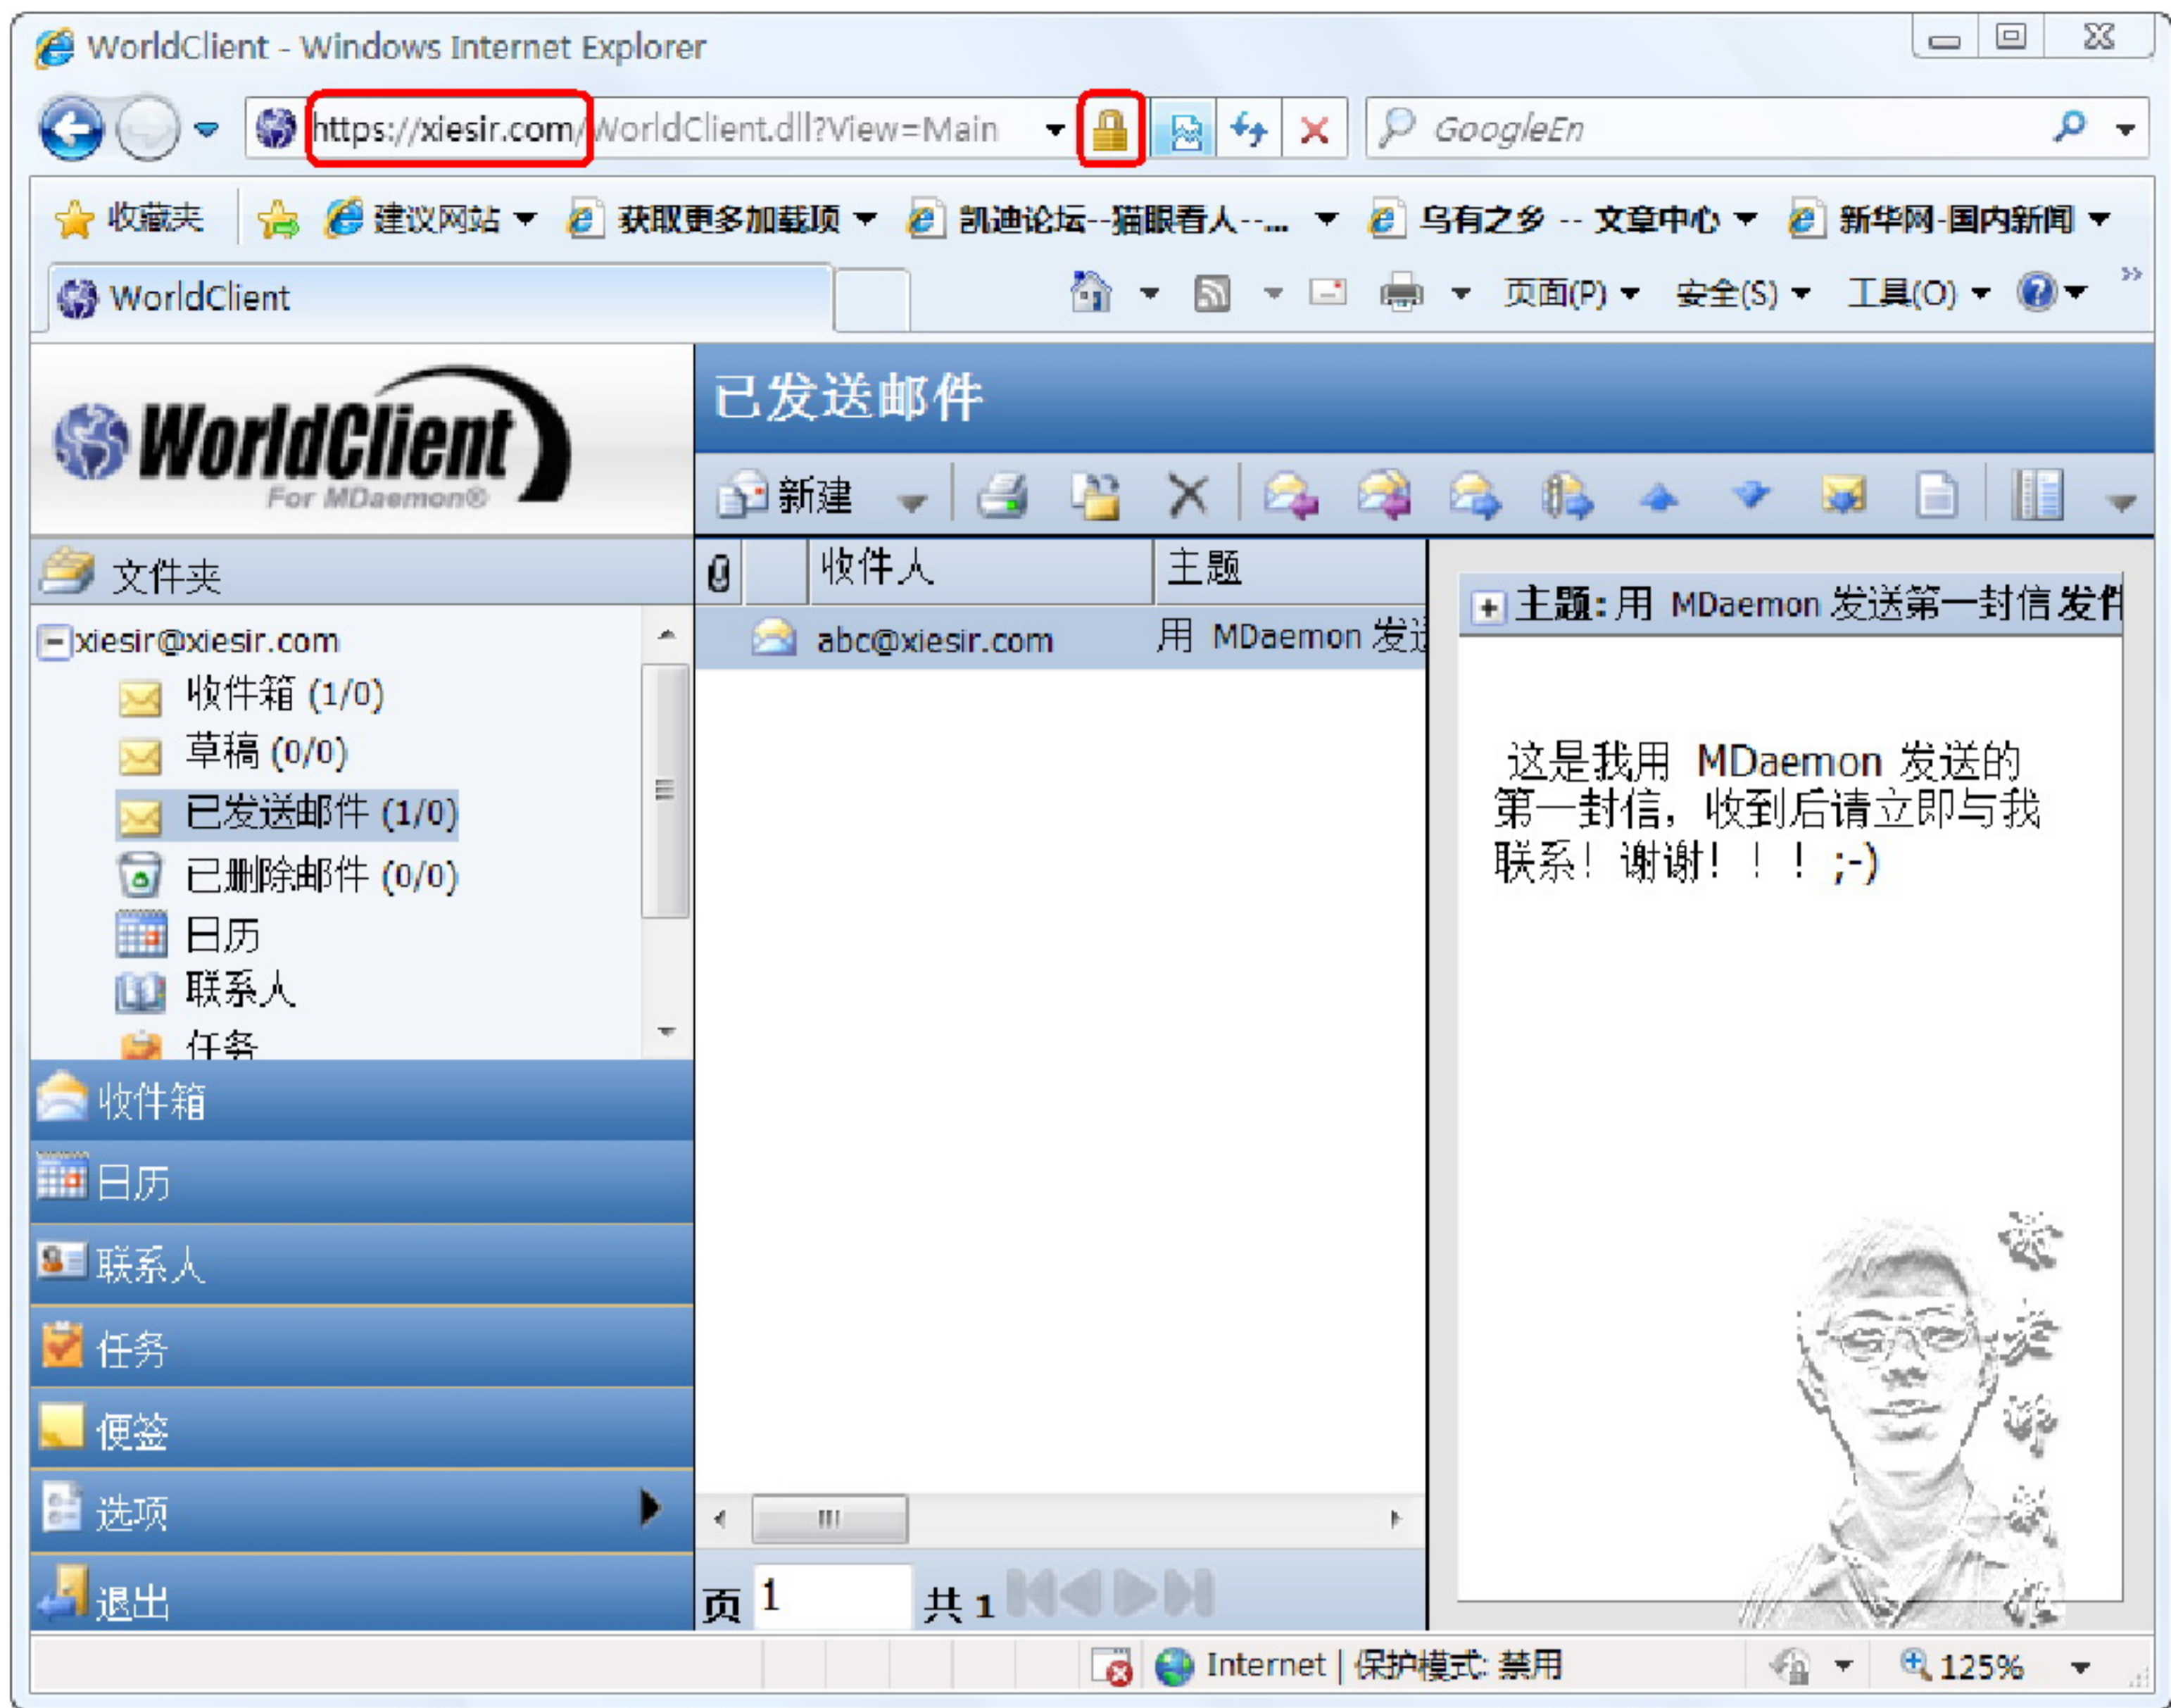 WorldClient - Windows Internet Explorer
https://xiesir.com/WorldClient.dll?View=Main
GoogleEn
收藏夹 建议网站 获取更多加载项 凯迪论坛--猫眼看人--... 乌有之乡 -- 文章中心 新华网-国内新闻
WorldClient 页面(P) 安全(S) 工具(O)
WorldClient
For MDaemon®
已发送邮件
新建
文件夹
收件人 主题
xiesir@xiesir.com
abc@xiesir.com 用 MDaemon 发送
主题: 用 MDaemon 发送第一封信 发件
收件箱 (1/0)
草稿 (0/0)
已发送邮件 (1/0)
已删除邮件 (0/0)
日历
联系人
任务
这是我用 MDaemon 发送的
第一封信，收到后请立即与我
联系！谢谢！！！;-)
收件箱
日历
联系人
任务
便签
选项
退出
页 1 共 1
Internet | 保护模式: 禁用
125%